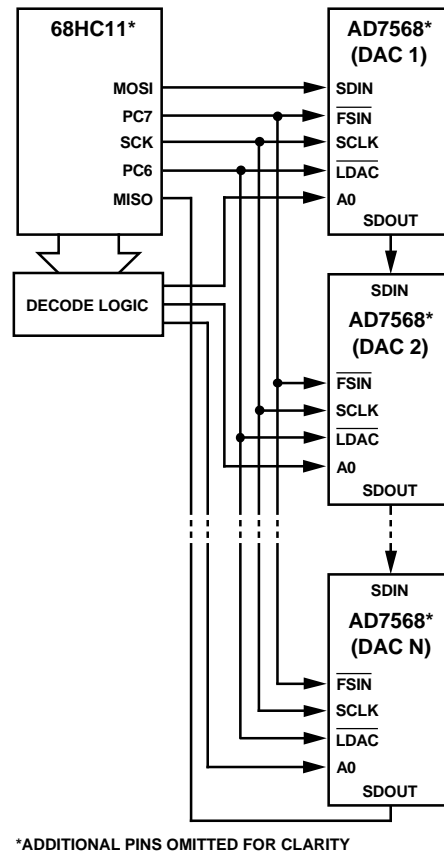 68HC11*
MOSI
PC7
SCK
PC6
MISO
DECODE LOGIC
AD7568*
(DAC 1)
SDIN
FSIN
SCLK
LDAC
A0
SDOUT
SDIN
AD7568*
(DAC 2)
FSIN
SCLK
LDAC
A0
SDOUT
SDIN
AD7568*
(DAC N)
FSIN
SCLK
LDAC
A0
SDOUT
*ADDITIONAL PINS OMITTED FOR CLARITY